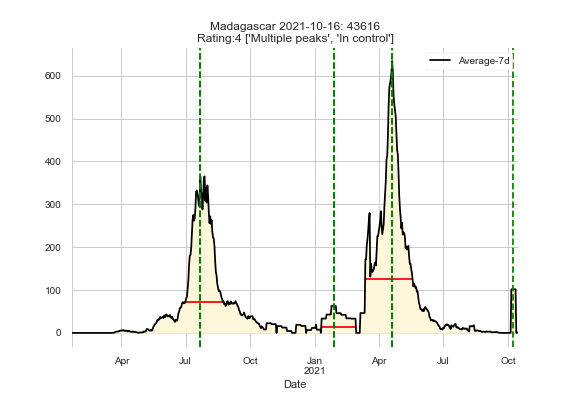 Madagascar 2021-10-16: 43616
Rating:4 ['Multiple peaks', 'In control']
Average-7d
600
500
400
300
200
100
0
Apr
Jul
Oct
Jan
2021
Apr
Jul
Oct
Date